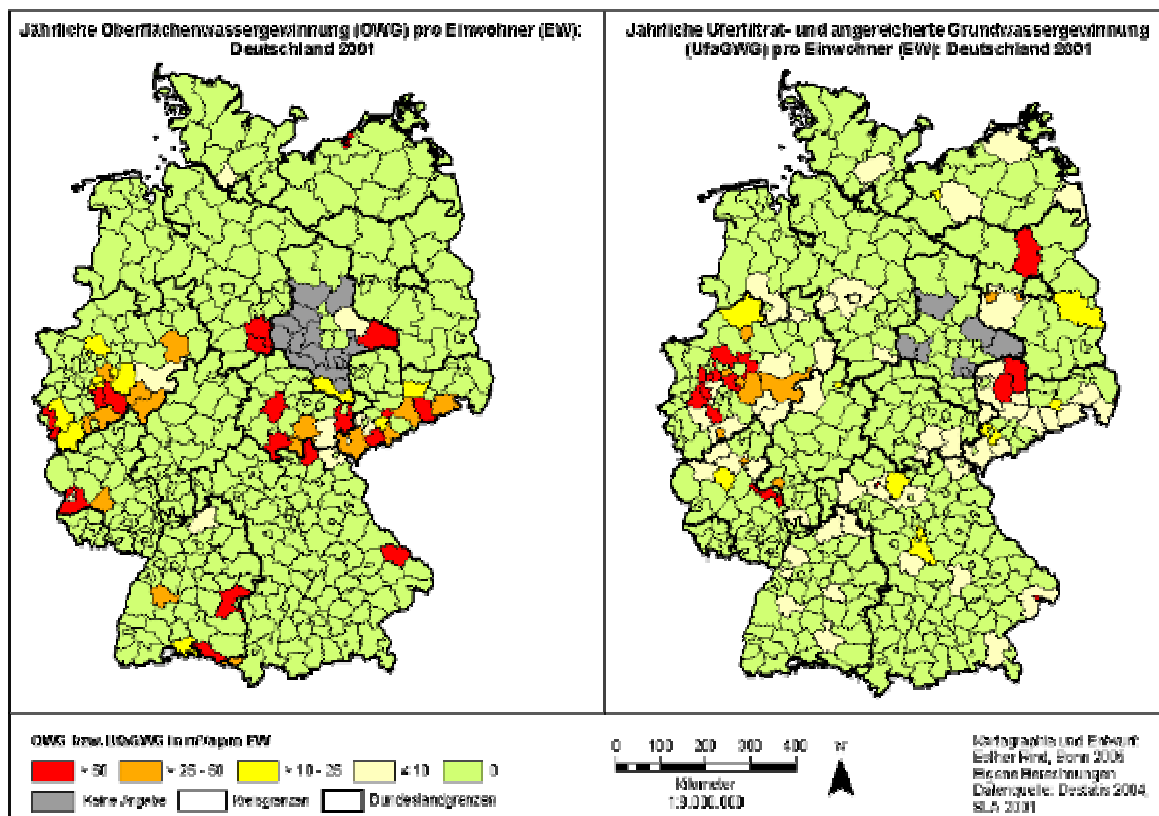 Jährliche Oberflächenwassergewinnung (OWG) pro Einwohner (EW):
Deutschland 2001
Jährliche Uferfiltrat- und angereicherte Grundwassergewinnung
(UfaGWG) pro Einwohner (EW): Deutschland 2001
OWG bzw. UfaGWG in m³/a pro EW
> 50
> 25 - 50
> 10 - 25
≤ 10
0
Keine Angabe
Kreisgrenzen
Bundeslandgrenzen
0 100 200 300 400
Kilometer
1:9.000.000
N
Kartographie und Entwurf:
Esther Rind, Bonn 2005
Eigene Berechnungen
Datenquelle: Destatis 2004,
SLA 2001